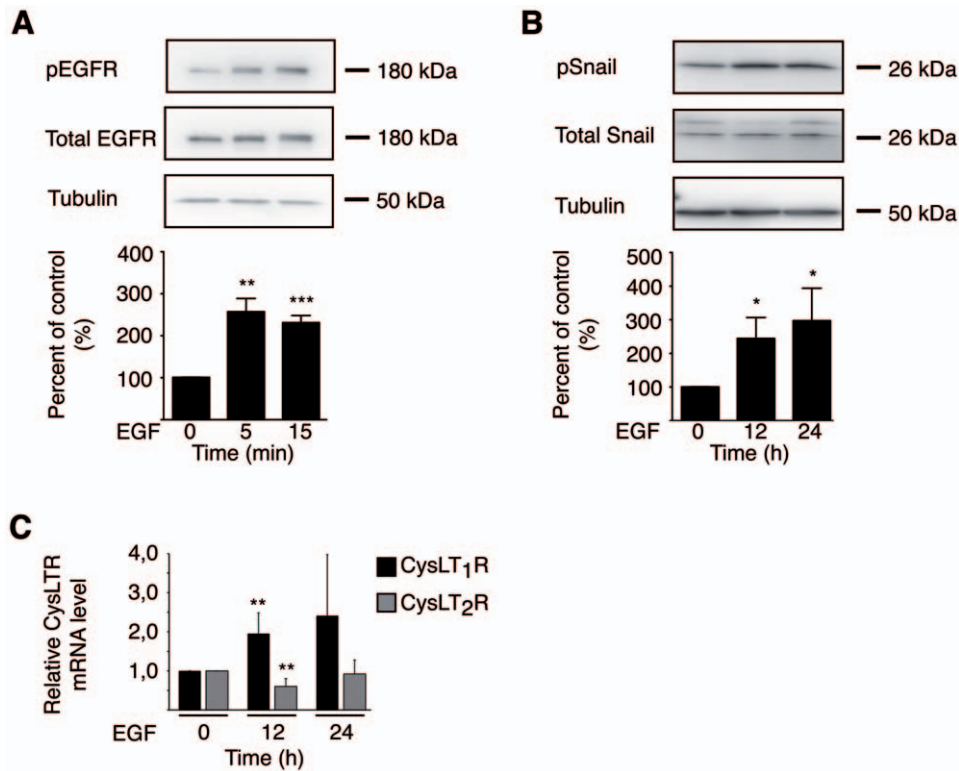 A
pEGFR
180 kDa
Total EGFR
180 kDa
Tubulin
50 kDa
Percent of control
(%)
400
300
200
100
**
***
EGF 0 5 15
Time (min)
B
pSnail
26 kDa
Total Snail
26 kDa
Tubulin
50 kDa
Percent of control
(%)
500
400
300
200
100
*
*
EGF 0 12 24
Time (h)
C
Relative CysLTR
mRNA level
4,0
3,0
2,0
1,0
**
**
CysLT1R
CysLT2R
EGF 0 12 24
Time (h)